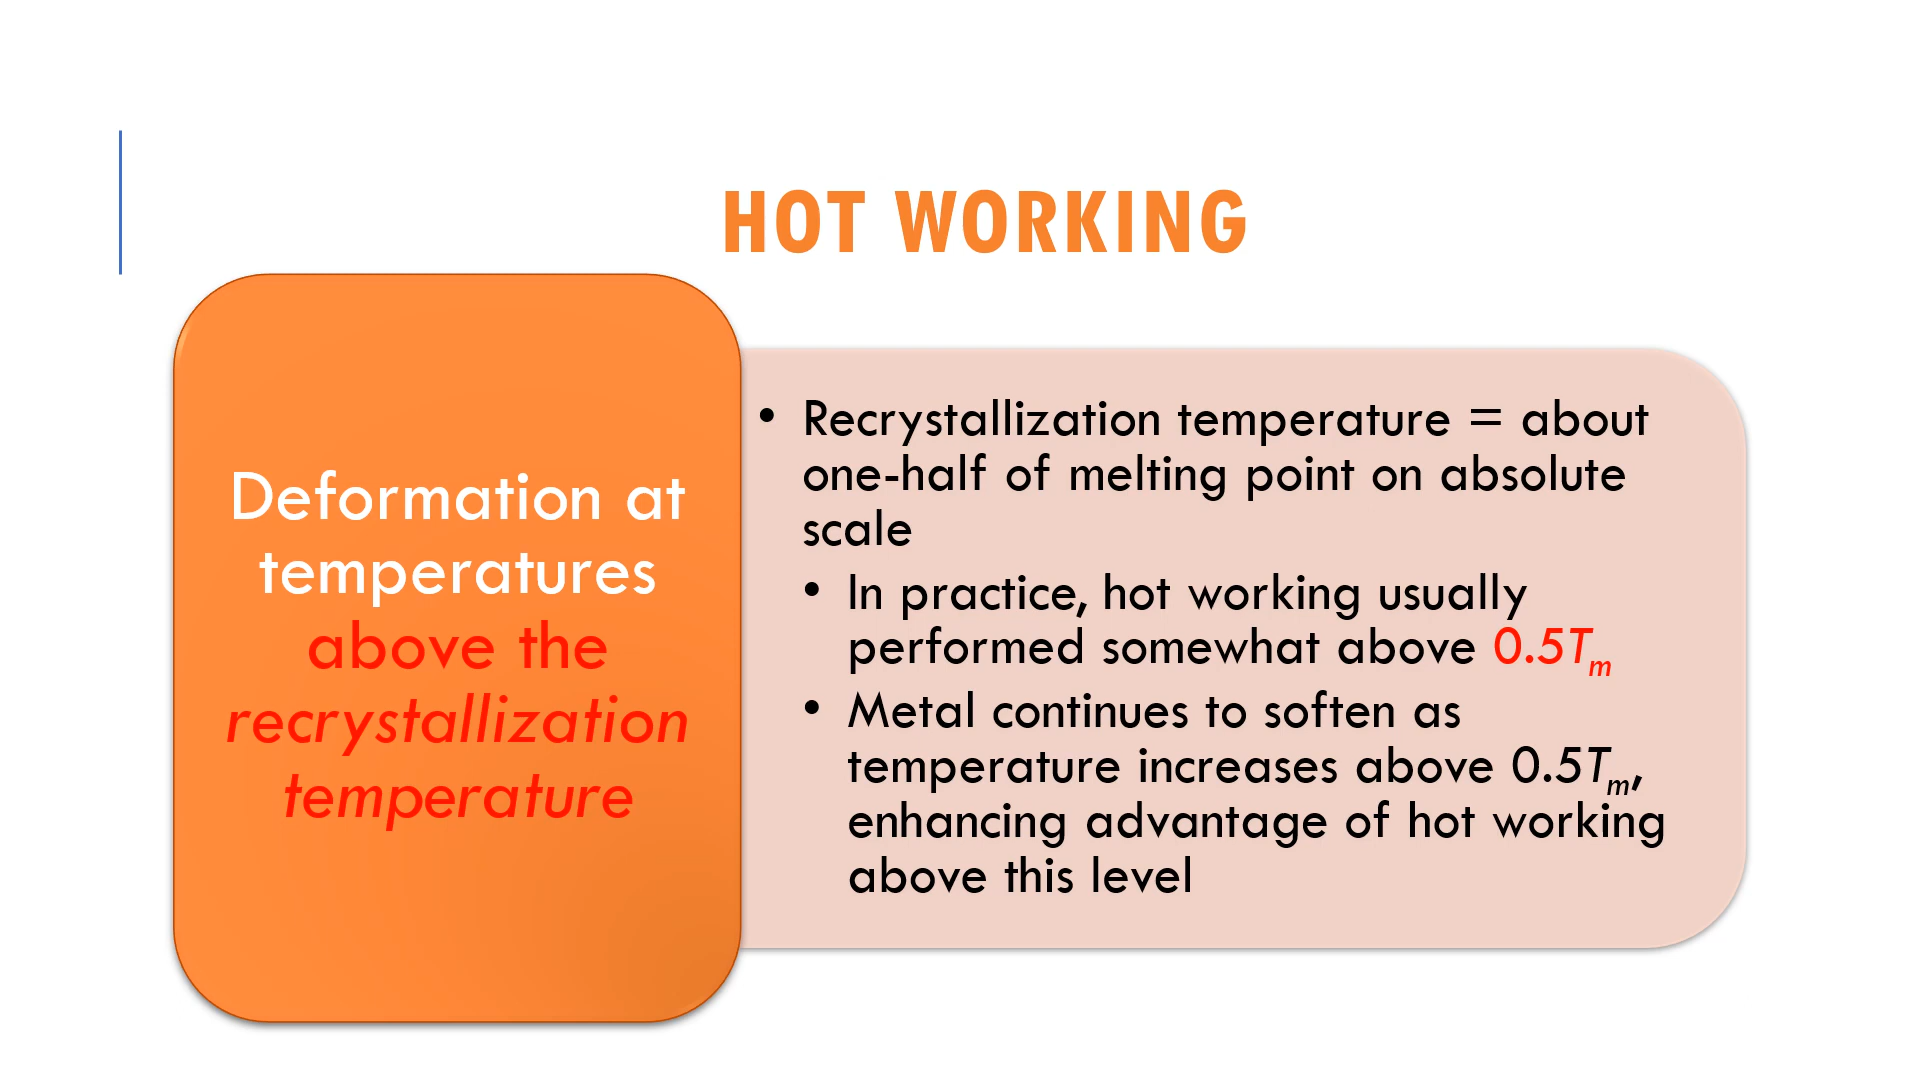 HOT WORKING
Deformation at
temperatures
above the
recrystallization
temperature
• Recrystallization temperature = about
one-half of melting point on absolute
scale
• In practice, hot working usually
performed somewhat above 0.5Tm
• Metal continues to soften as
temperature increases above 0.5Tm,
enhancing advantage of hot working
above this level